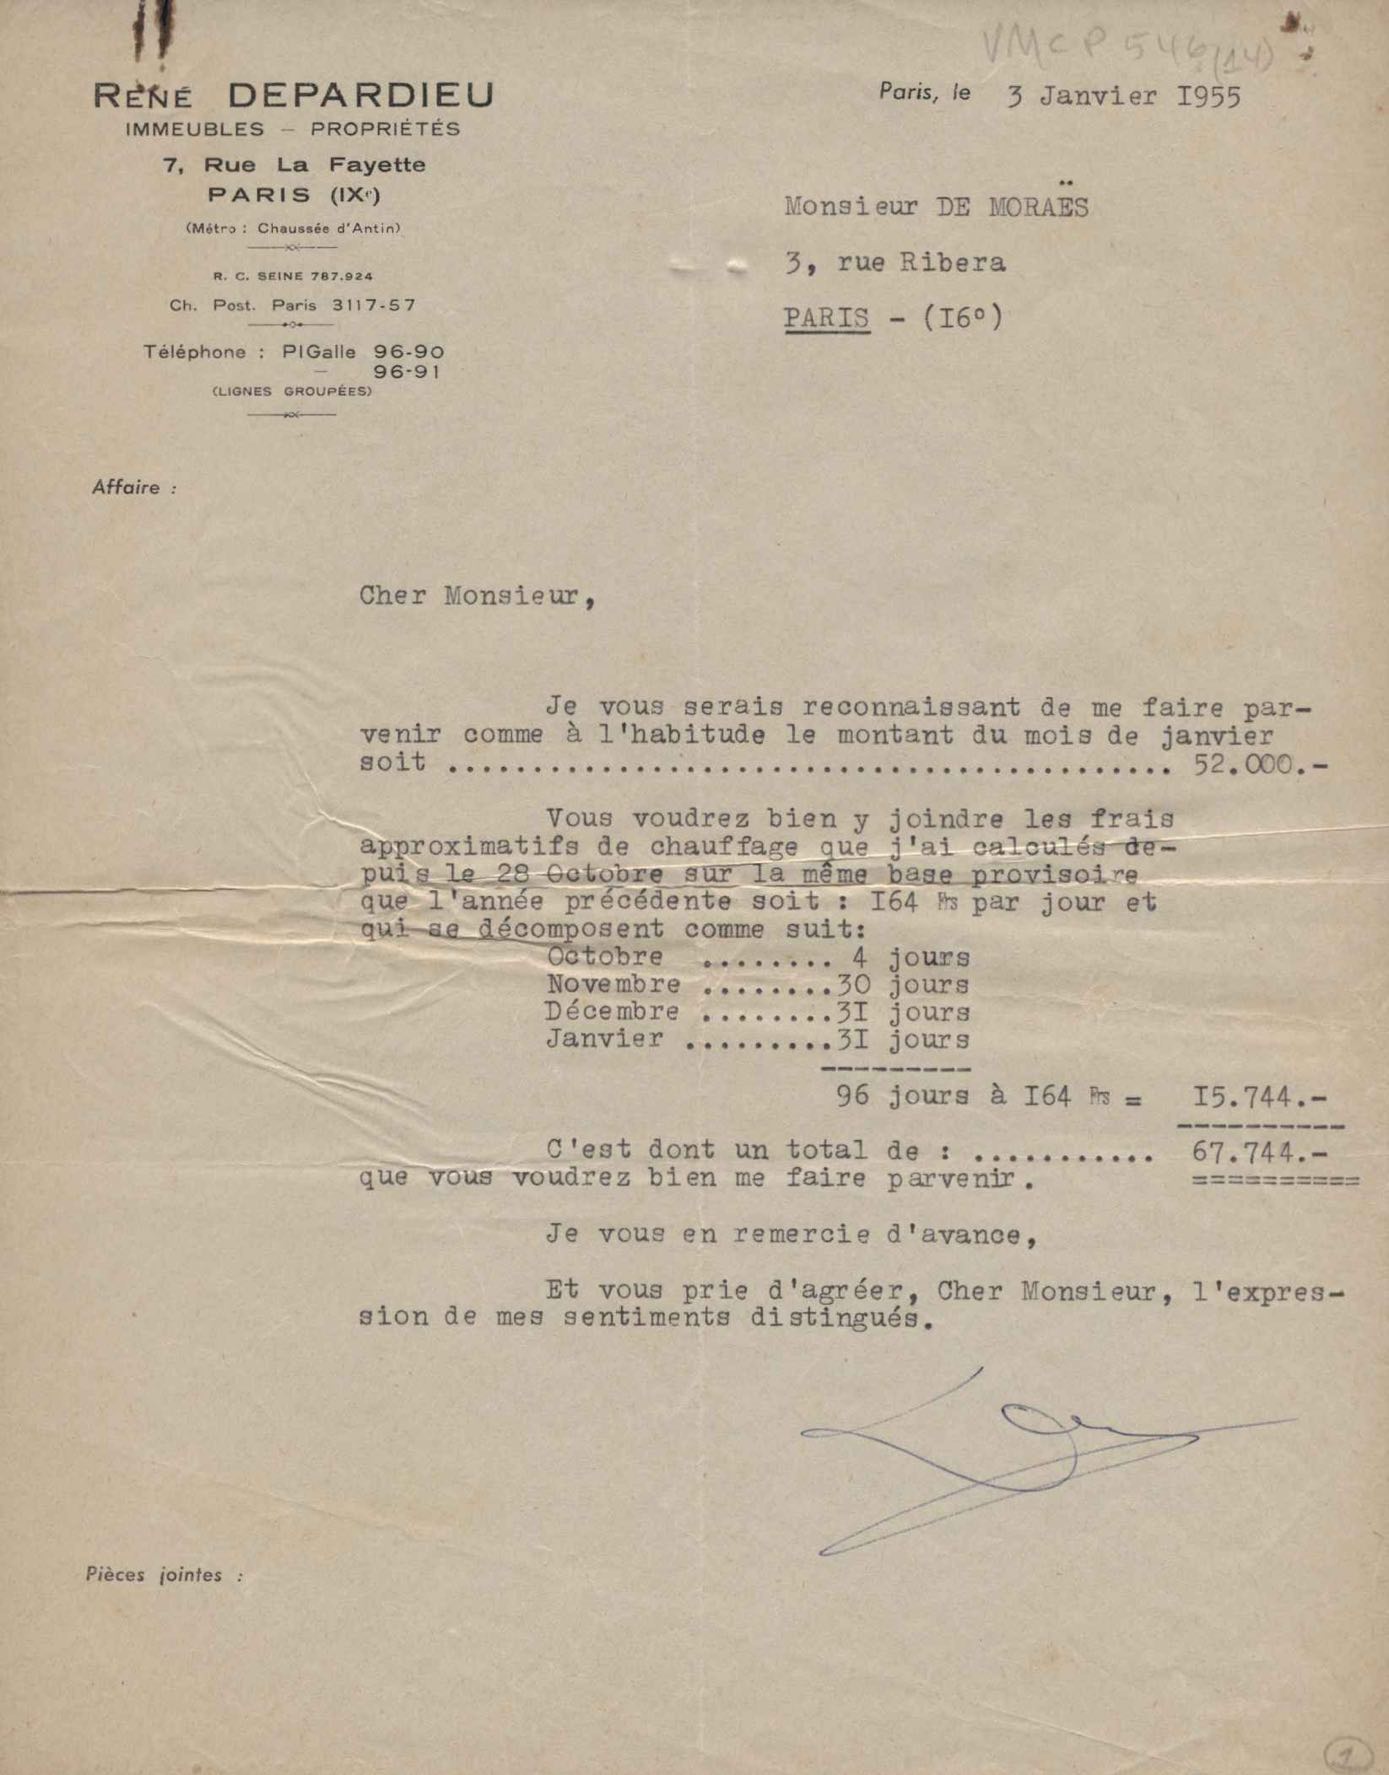 VMcP 546(14)
RENÉ DEPARDIEU
IMMEUBLES – PROPRIÉTÉS
7, Rue La Fayette
PARIS (IXe)
(Métro : Chaussée d'Antin)
R. C. SEINE 787.924
Ch. Post. Paris 3117-57
Téléphone : PIGalle 96-90
– 96-91
(LIGNES GROUPÉES)
Paris, le 3 Janvier I955
Monsieur DE MORAËS
3, rue Ribera
PARIS - (I6°)
Affaire :
Cher Monsieur,
Je vous serais reconnaissant de me faire par-
venir comme à l'habitude le montant du mois de janvier
soit ........................................... 52.000.-
Vous voudrez bien y joindre les frais
approximatifs de chauffage que j'ai calculés de-
puis le 28 Octobre sur la même base provisoire
que l'année précédente soit : I64 Frs par jour et
qui se décomposent comme suit:
Octobre ........ 4 jours
Novembre ........30 jours
Décembre ........3I jours
Janvier .........3I jours
----------
96 jours à I64 Frs = I5.744.-
----------
C'est dont un total de : ........... 67.744.-
que vous voudrez bien me faire parvenir. ==========
Je vous en remercie d'avance,
Et vous prie d'agréer, Cher Monsieur, l'expres-
sion de mes sentiments distingués.
Pièces jointes :
1